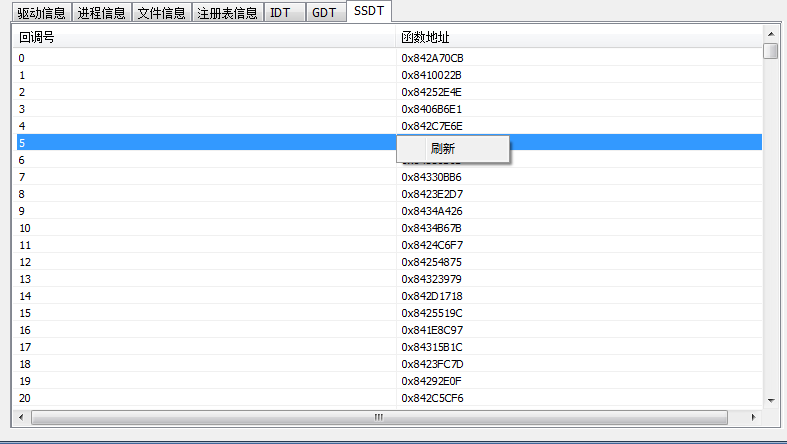 驱动信息 进程信息 文件信息 注册表信息 IDT GDT SSDT
回调号 函数地址
0 0x842A70CB
1 0x8410022B
2 0x84252E4E
3 0x8406B6E1
4 0x842C7E6E
5
刷新
6
7 0x84330BB6
8 0x8423E2D7
9 0x8434A426
10 0x8434B67B
11 0x8424C6F7
12 0x84254875
13 0x84323979
14 0x842D1718
15 0x8425519C
16 0x841E8C97
17 0x84315B1C
18 0x8423FC7D
19 0x84292E0F
20 0x842C5CF6